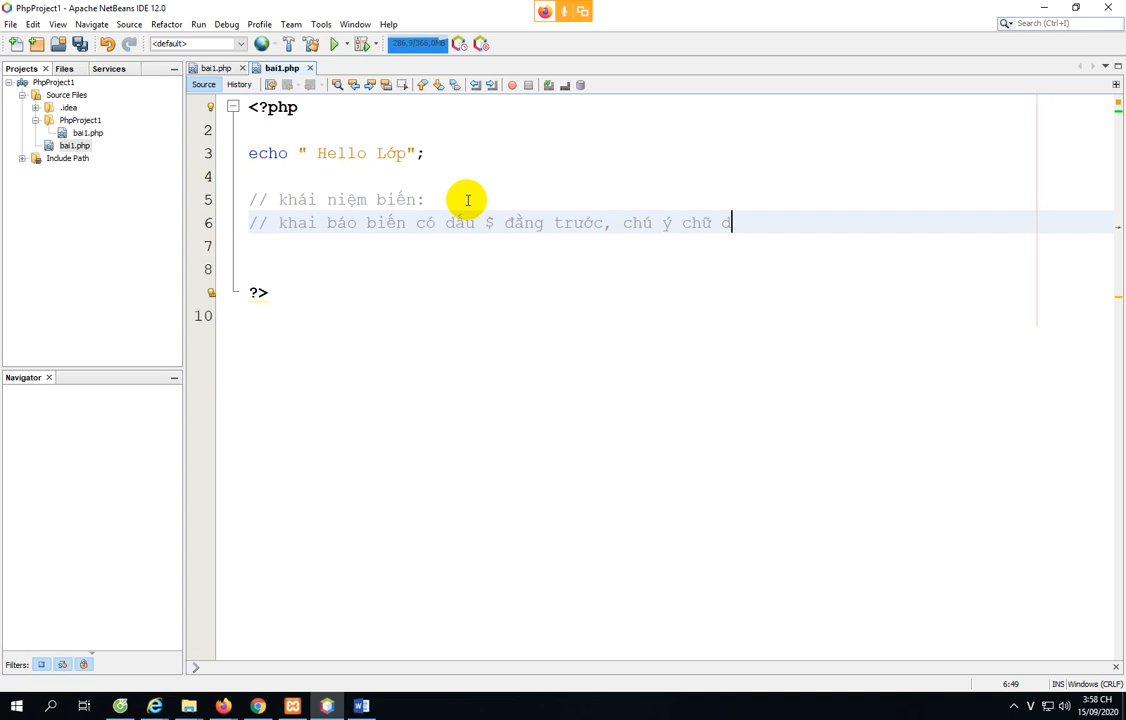 PhpProject1 - Apache NetBeans IDE 12.0
File Edit View Navigate Source Refactor Run Debug Profile Team Tools Window Help
Search (Ctrl+I)
<default>
286,9/366,0MB
Projects Files Services
bai1.php bai1.php
PhpProject1
Source Files
.idea
PhpProject1
bai1.php
bai1.php
Include Path
Source History
<?php
2
3 echo " Hello Lớp";
4
5 // khái niệm biến:
6 // khai báo biến có dấu $ đằng trước, chú ý chữ d
7
8
?>
10
Navigator
Filters:
6:49 INS Windows (CRLF)
3:58 CH
15/09/2020